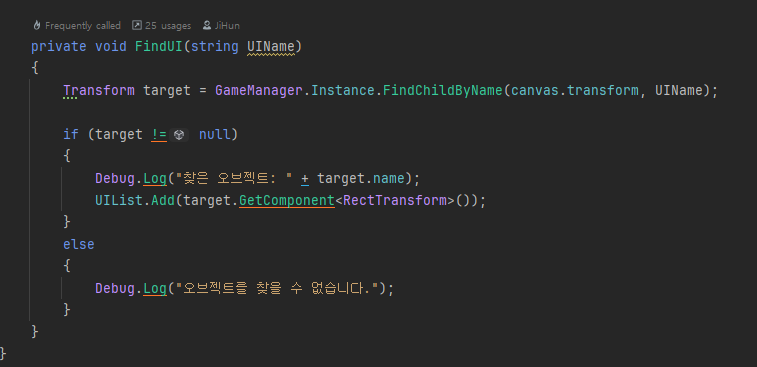 Frequently called 25 usages JiHun
private void FindUI(string UIName)
{
Transform target = GameManager.Instance.FindChildByName(canvas.transform, UIName);
if (target != null)
{
Debug.Log("찾은 오브젝트: " + target.name);
UIList.Add(target.GetComponent<RectTransform>());
}
else
{
Debug.Log("오브젝트를 찾을 수 없습니다.");
}
}
}